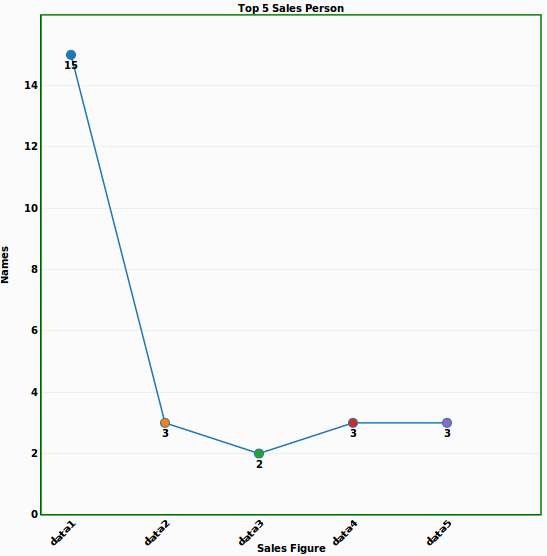 Top 5 Sales Person
15
14
12
10
8
6
4
2
0
3
2
3
3
Names
data1
data2
data3
data4
data5
Sales Figure